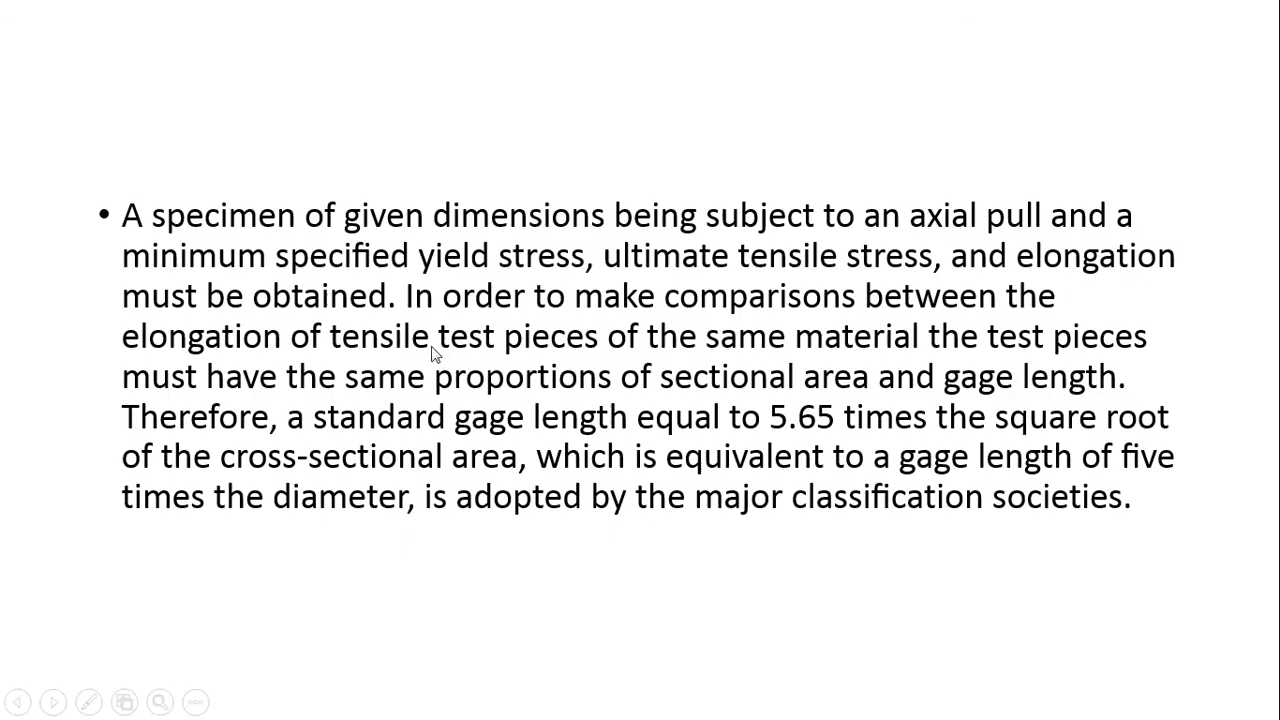 • A specimen of given dimensions being subject to an axial pull and a
minimum specified yield stress, ultimate tensile stress, and elongation
must be obtained. In order to make comparisons between the
elongation of tensile test pieces of the same material the test pieces
must have the same proportions of sectional area and gage length.
Therefore, a standard gage length equal to 5.65 times the square root
of the cross-sectional area, which is equivalent to a gage length of five
times the diameter, is adopted by the major classification societies.